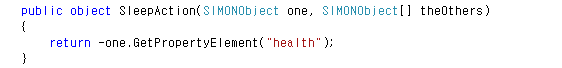 public object SleepAction(SIMONObject one, SIMONObject[] theOthers)
{
    return -one.GetPropertyElement("health");
}